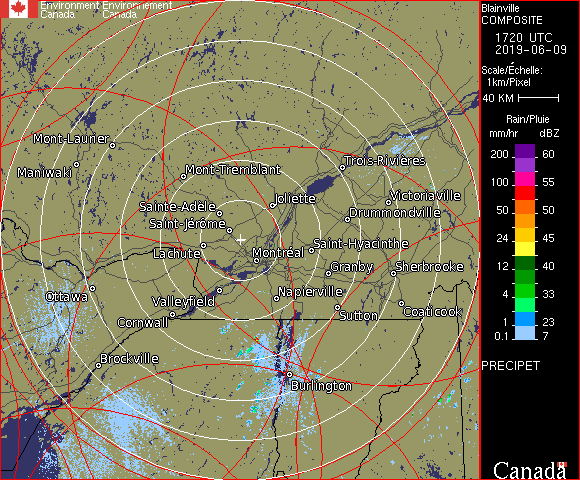 Environment Environnement
Canada Canada
Blainville
COMPOSITE
1720 UTC
2019-06-09
Scale/Échelle:
1km/Pixel
40 KM
Rain/Pluie
mm/hr dBZ
200 60
100 55
50 50
24 45
12 40
4 33
1 23
0.1 7
PRECIPET
Canada
Mont-Laurier
Maniwaki
Mont-Tremblant
Trois-Rivières
Sainte-Adèle
Joliette
Victoriaville
Saint-Jérôme
Drummondville
Lachute
Montréal
Saint-Hyacinthe
Granby
Sherbrooke
Ottawa
Valleyfield
Napierville
Cornwall
Sutton
Coaticook
Brockville
Burlington